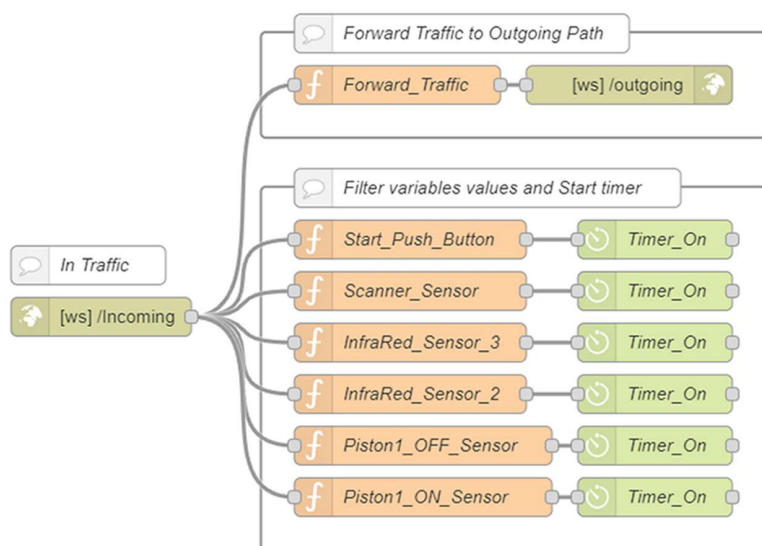 Forward Traffic to Outgoing Path
Forward_Traffic [ws] /outgoing
Filter variables values and Start timer
Start_Push_Button Timer_On
In Traffic
Scanner_Sensor Timer_On
[ws] /Incoming
InfraRed_Sensor_3 Timer_On
InfraRed_Sensor_2 Timer_On
Piston1_OFF_Sensor Timer_On
Piston1_ON_Sensor Timer_On